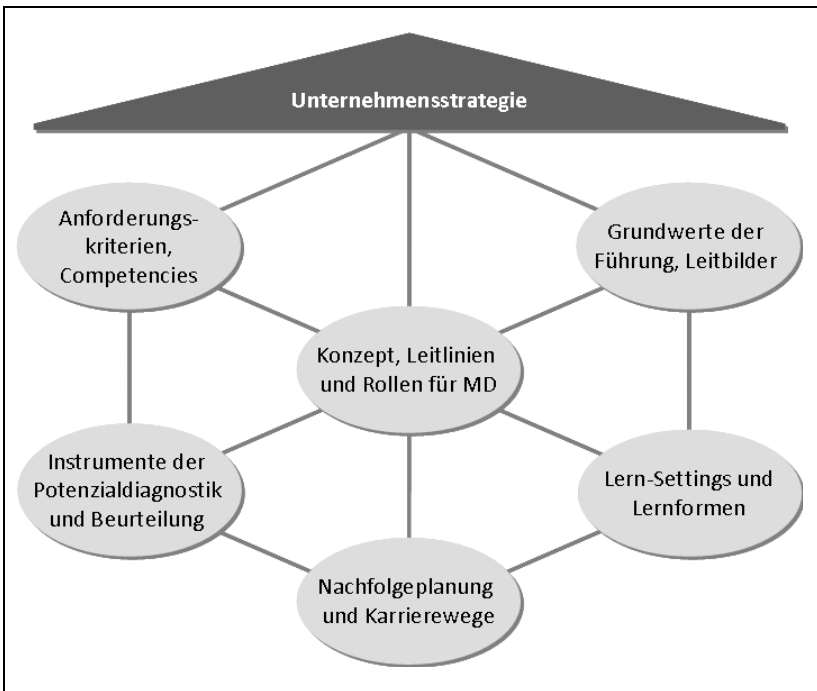 Unternehmensstrategie
Anforderungs-
kriterien,
Competencies
Grundwerte der
Führung, Leitbilder
Konzept, Leitlinien
und Rollen für MD
Instrumente der
Potenzialdiagnostik
und Beurteilung
Lern-Settings und
Lernformen
Nachfolgeplanung
und Karrierewege